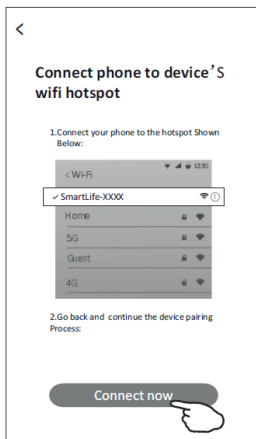 Connect phone to device’S
wifi hotspot
1.Connect your phone to the hotspot Shown
Below:
12:30
< Wi-Fi
✓ SmartLife-XXXX
Home
5G
Guest
4G
2.Go back and continue the device pairing
Process:
Connect now